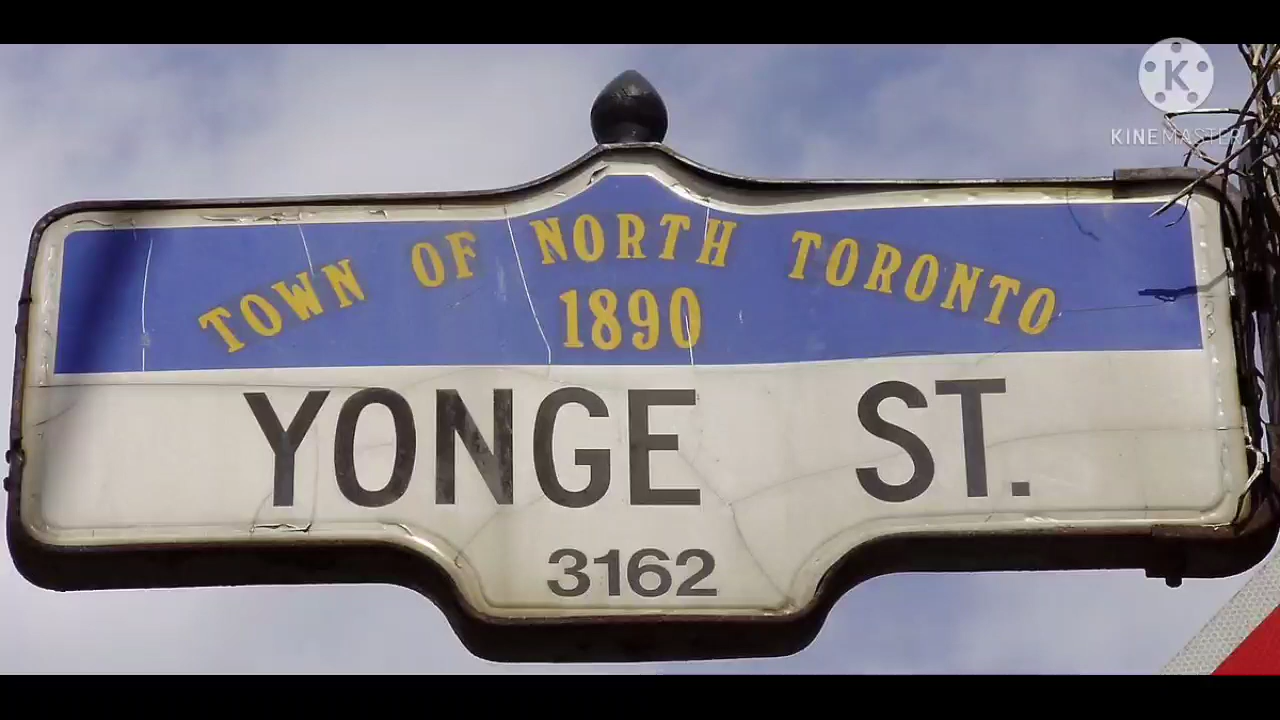 K
KINEMASTER
TOWN OF NORTH TORONTO
1890
YONGE ST.
3162